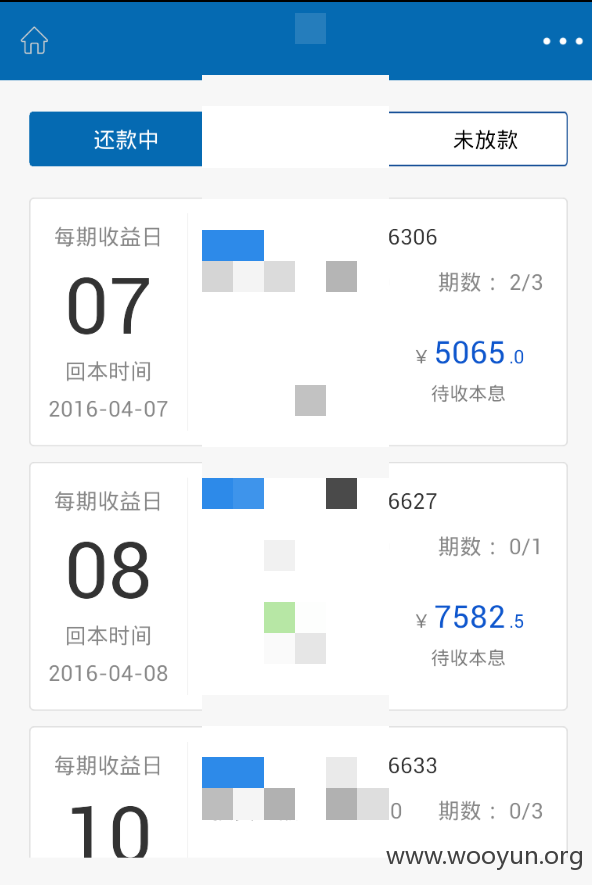 还款中 未放款
每期收益日 6306
07 期数：2/3
¥ 5065.0
回本时间 待收本息
2016-04-07
每期收益日 6627
08 期数：0/1
¥ 7582.5
回本时间 待收本息
2016-04-08
每期收益日 6633
10 0 期数：0/3
www.wooyun.org